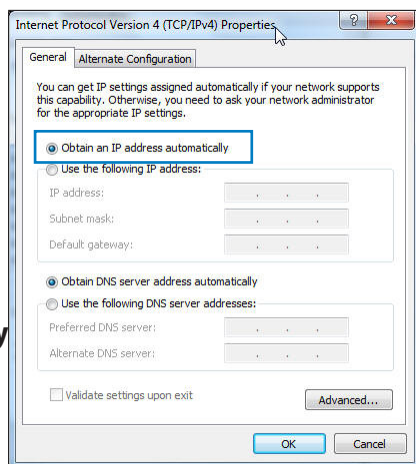 Internet Protocol Version 4 (TCP/IPv4) Properties
General
Alternate Configuration
You can get IP settings assigned automatically if your network supports
this capability. Otherwise, you need to ask your network administrator
for the appropriate IP settings.
Obtain an IP address automatically
Use the following IP address:
IP address:
Subnet mask:
Default gateway:
Obtain DNS server address automatically
Use the following DNS server addresses:
y
Preferred DNS server:
Alternate DNS server:
Validate settings upon exit
Advanced...
OK
Cancel